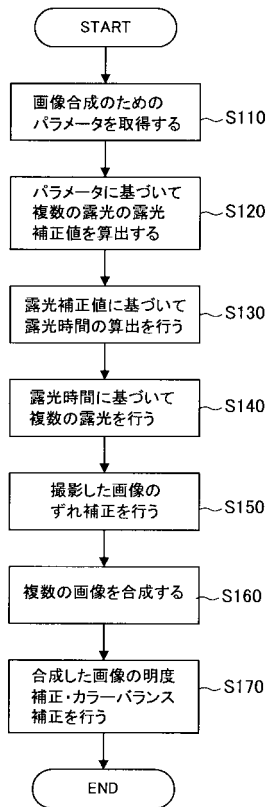 START
画像合成のための
パラメータを取得する
S110
パラメータに基づいて
複数の露光の露光
補正値を算出する
S120
露光補正値に基づいて
露光時間の算出を行う
S130
露光時間に基づいて
複数の露光を行う
S140
撮影した画像の
ずれ補正を行う
S150
複数の画像を合成する
S160
合成した画像の明度
補正・カラーバランス
補正を行う
S170
END